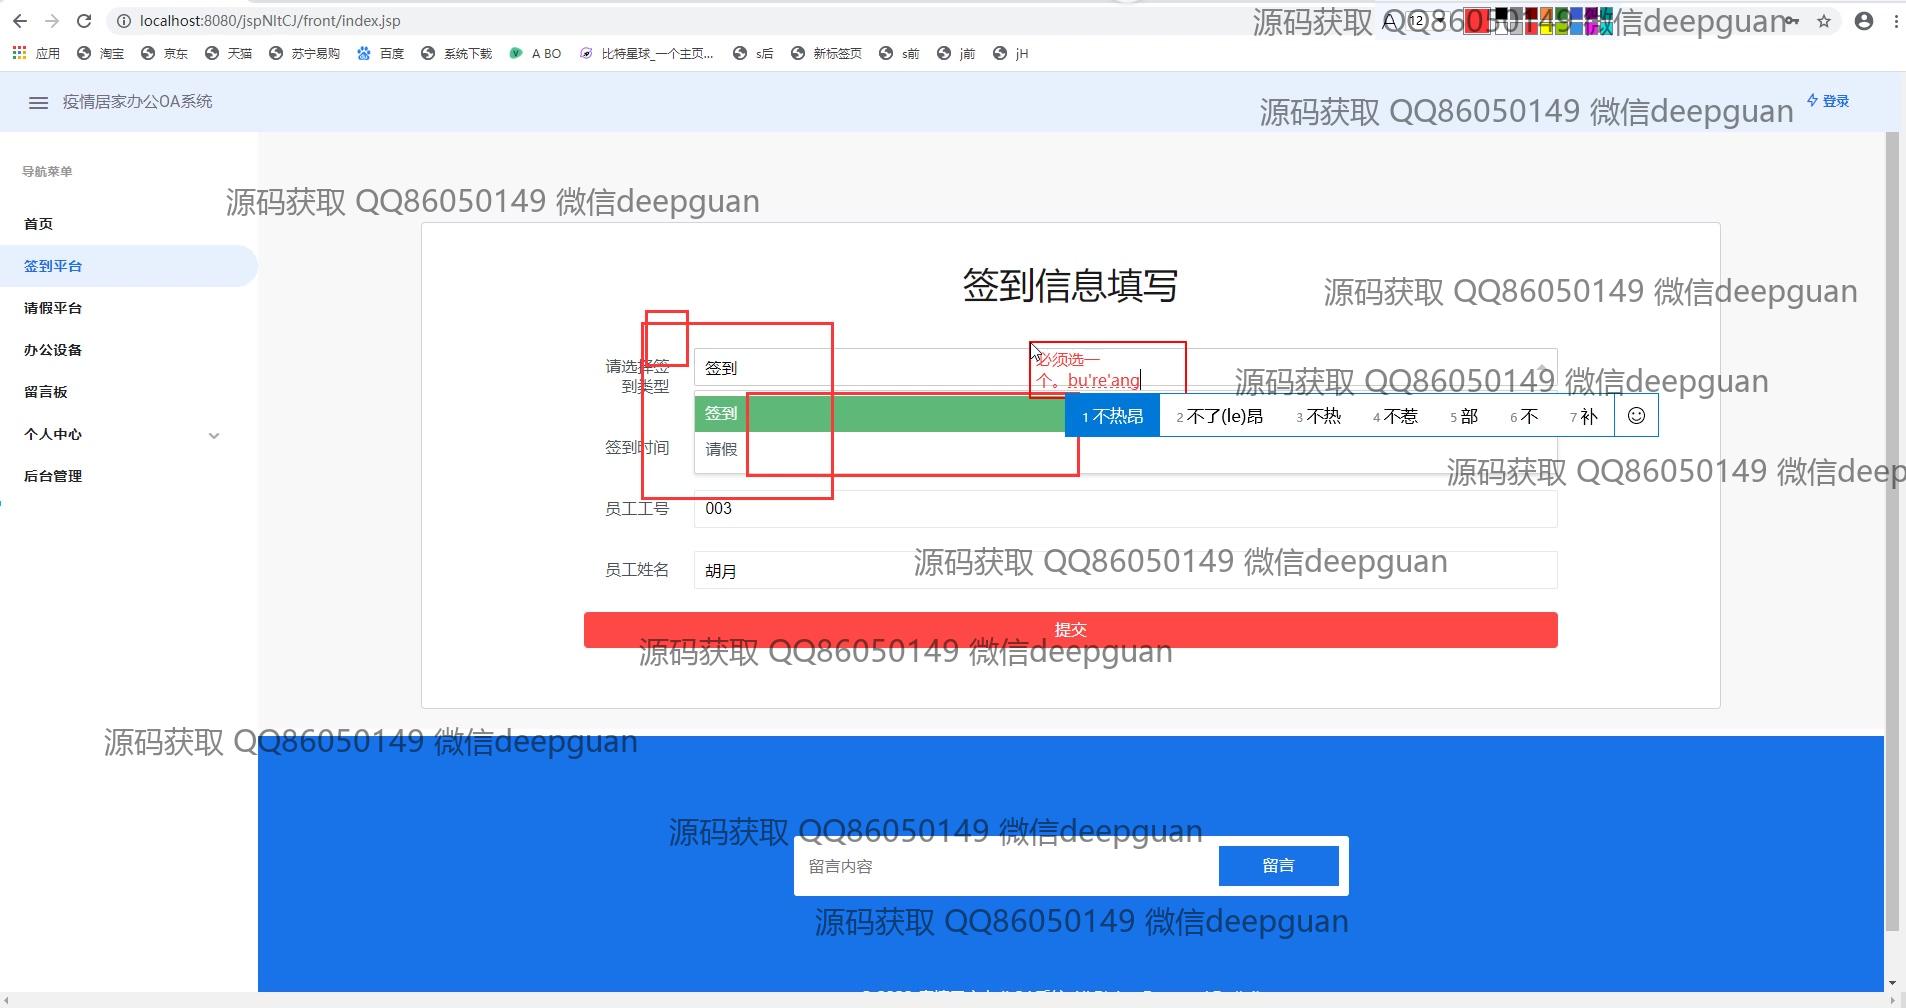 localhost:8080/jspNltCJ/front/index.jsp
源码获取 QQ86050149 微信deepguan
A 12
应用 淘宝 京东 天猫 苏宁易购 百度 系统下载 A BO 比特星球_一个主页... s后 新标签页 s前 j前 jH
疫情居家办公OA系统
源码获取 QQ86050149 微信deepguan
登录
导航菜单
源码获取 QQ86050149 微信deepguan
首页
签到平台
请假平台
办公设备
留言板
个人中心
后台管理
签到信息填写
源码获取 QQ86050149 微信deepguan
请选择签
到类型
签到
必须选一
个。bu're'ang
源码获取 QQ86050149 微信deepguan
签到
1 不热昂 2 不了(le)昂 3 不热 4 不惹 5 部 6 不 7 补
签到时间
请假
源码获取 QQ86050149 微信deep
员工工号
003
源码获取 QQ86050149 微信deepguan
员工姓名
胡月
提交
源码获取 QQ86050149 微信deepguan
源码获取 QQ86050149 微信deepguan
源码获取 QQ86050149 微信deepguan
留言内容
留言
源码获取 QQ86050149 微信deepguan